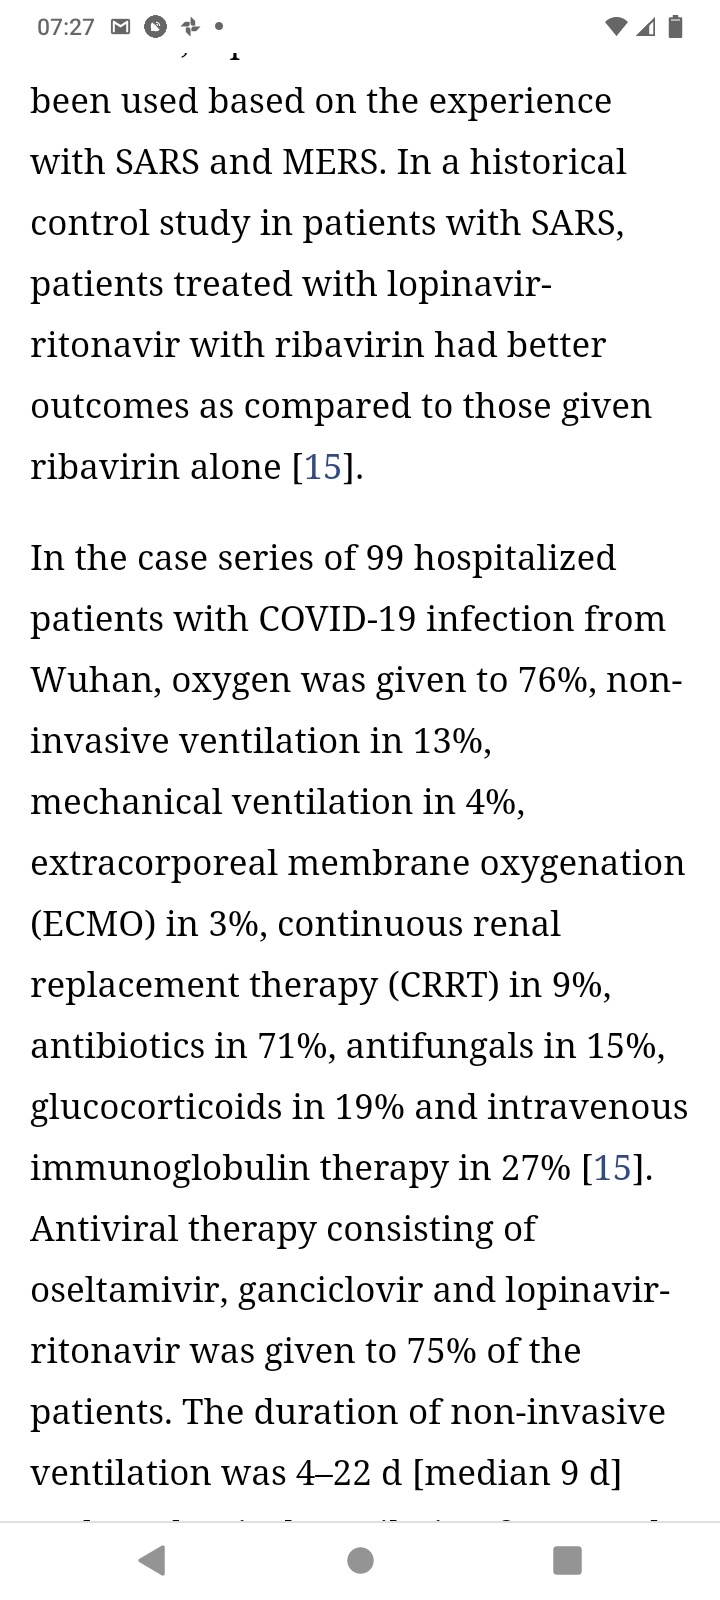 07:27
been used based on the experience
with SARS and MERS. In a historical
control study in patients with SARS,
patients treated with lopinavir-
ritonavir with ribavirin had better
outcomes as compared to those given
ribavirin alone [15].
In the case series of 99 hospitalized
patients with COVID-19 infection from
Wuhan, oxygen was given to 76%, non-
invasive ventilation in 13%,
mechanical ventilation in 4%,
extracorporeal membrane oxygenation
(ECMO) in 3%, continuous renal
replacement therapy (CRRT) in 9%,
antibiotics in 71%, antifungals in 15%,
glucocorticoids in 19% and intravenous
immunoglobulin therapy in 27% [15].
Antiviral therapy consisting of
oseltamivir, ganciclovir and lopinavir-
ritonavir was given to 75% of the
patients. The duration of non-invasive
ventilation was 4–22 d [median 9 d]